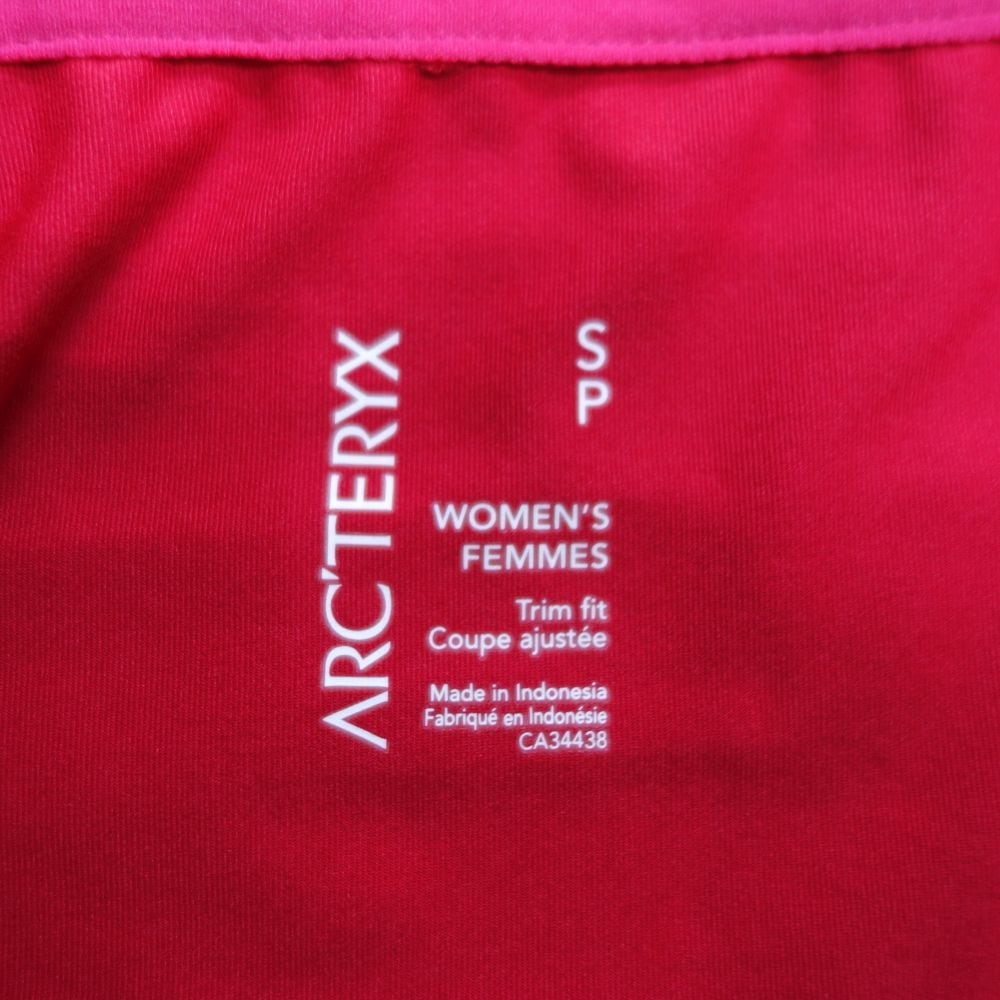 ARC'TERYX
S
P
WOMEN'S
FEMMES
Trim fit
Coupe ajustée
Made in Indonesia
Fabriqué en Indonésie
CA34438